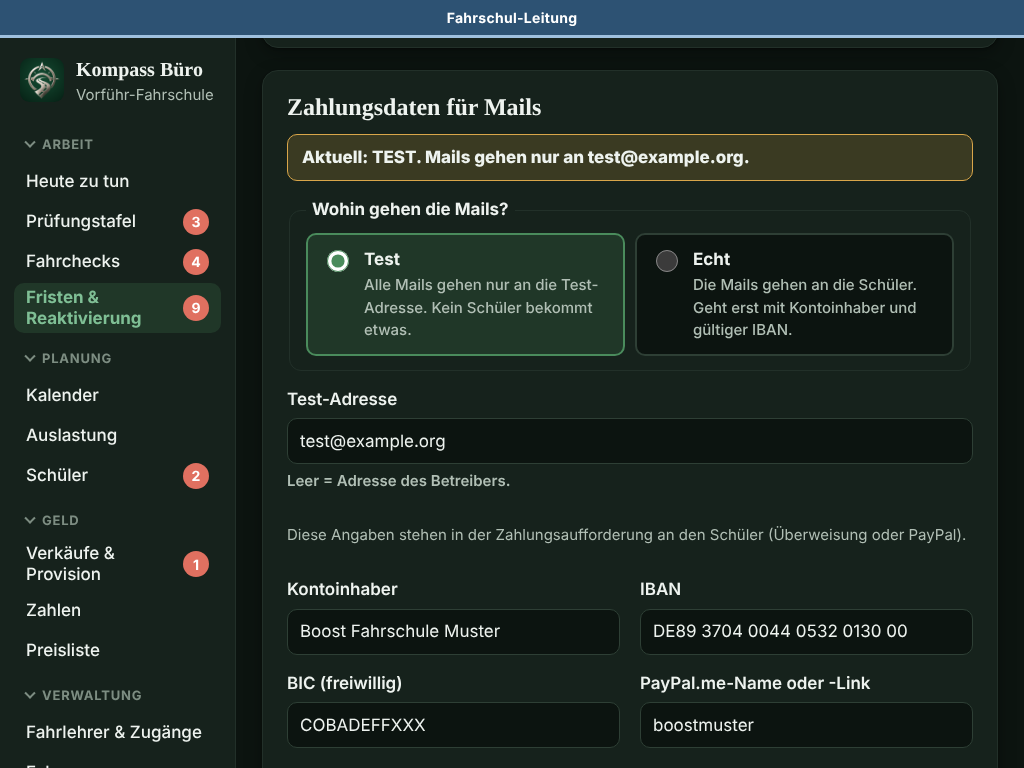 Fahrschul-Leitung
Kompass Büro
Vorführ-Fahrschule
ARBEIT
Heute zu tun
Prüfungstafel 3
Fahrchecks 4
Fristen &
Reaktivierung 9
PLANUNG
Kalender
Auslastung
Schüler 2
GELD
Verkäufe &
Provision 1
Zahlen
Preisliste
VERWALTUNG
Fahrlehrer & Zugänge
Zahlungsdaten für Mails
Aktuell: TEST. Mails gehen nur an test@example.org.
Wohin gehen die Mails?
Test
Alle Mails gehen nur an die Test-
Adresse. Kein Schüler bekommt
etwas.
Echt
Die Mails gehen an die Schüler.
Geht erst mit Kontoinhaber und
gültiger IBAN.
Test-Adresse
test@example.org
Leer = Adresse des Betreibers.
Diese Angaben stehen in der Zahlungsaufforderung an den Schüler (Überweisung oder PayPal).
Kontoinhaber
Boost Fahrschule Muster
IBAN
DE89 3704 0044 0532 0130 00
BIC (freiwillig)
COBADEFFXXX
PayPal.me-Name oder -Link
boostmuster